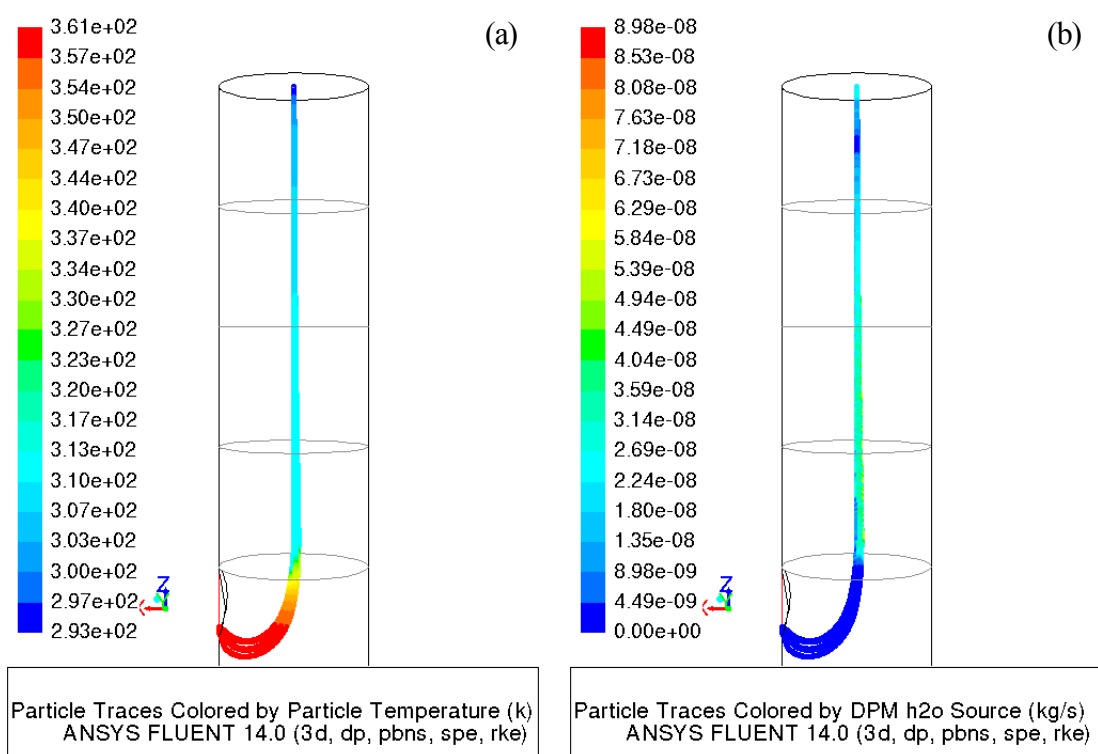 3.61e+02
3.57e+02
3.54e+02
3.50e+02
3.47e+02
3.44e+02
3.40e+02
3.37e+02
3.34e+02
3.30e+02
3.27e+02
3.23e+02
3.20e+02
3.17e+02
3.13e+02
3.10e+02
3.07e+02
3.03e+02
3.00e+02
2.97e+02
2.93e+02
(a)
Z
Particle Traces Colored by Particle Temperature (k)
ANSYS FLUENT 14.0 (3d, dp, pbns, spe, rke)
8.98e-08
8.53e-08
8.08e-08
7.63e-08
7.18e-08
6.73e-08
6.29e-08
5.84e-08
5.39e-08
4.94e-08
4.49e-08
4.04e-08
3.59e-08
3.14e-08
2.69e-08
2.24e-08
1.80e-08
1.35e-08
8.98e-09
4.49e-09
0.00e+00
(b)
Z
Particle Traces Colored by DPM h2o Source (kg/s)
ANSYS FLUENT 14.0 (3d, dp, pbns, spe, rke)